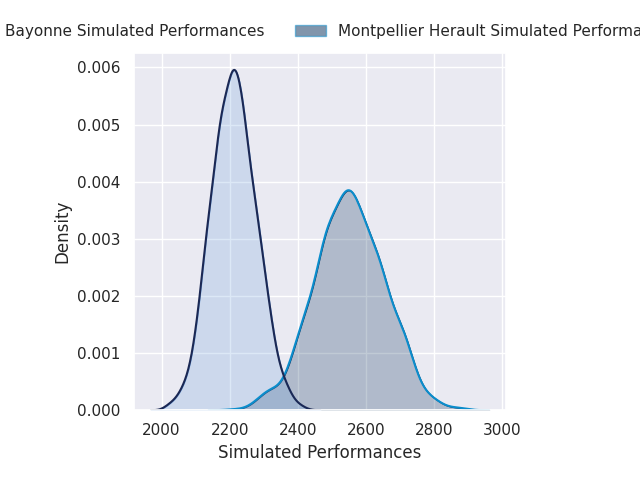 Bayonne Simulated Performances
Montpellier Herault Simulated Performa
0.006
0.005
0.004
0.003
0.002
0.001
0.000
Density
2000 2200 2400 2600 2800 3000
Simulated Performances